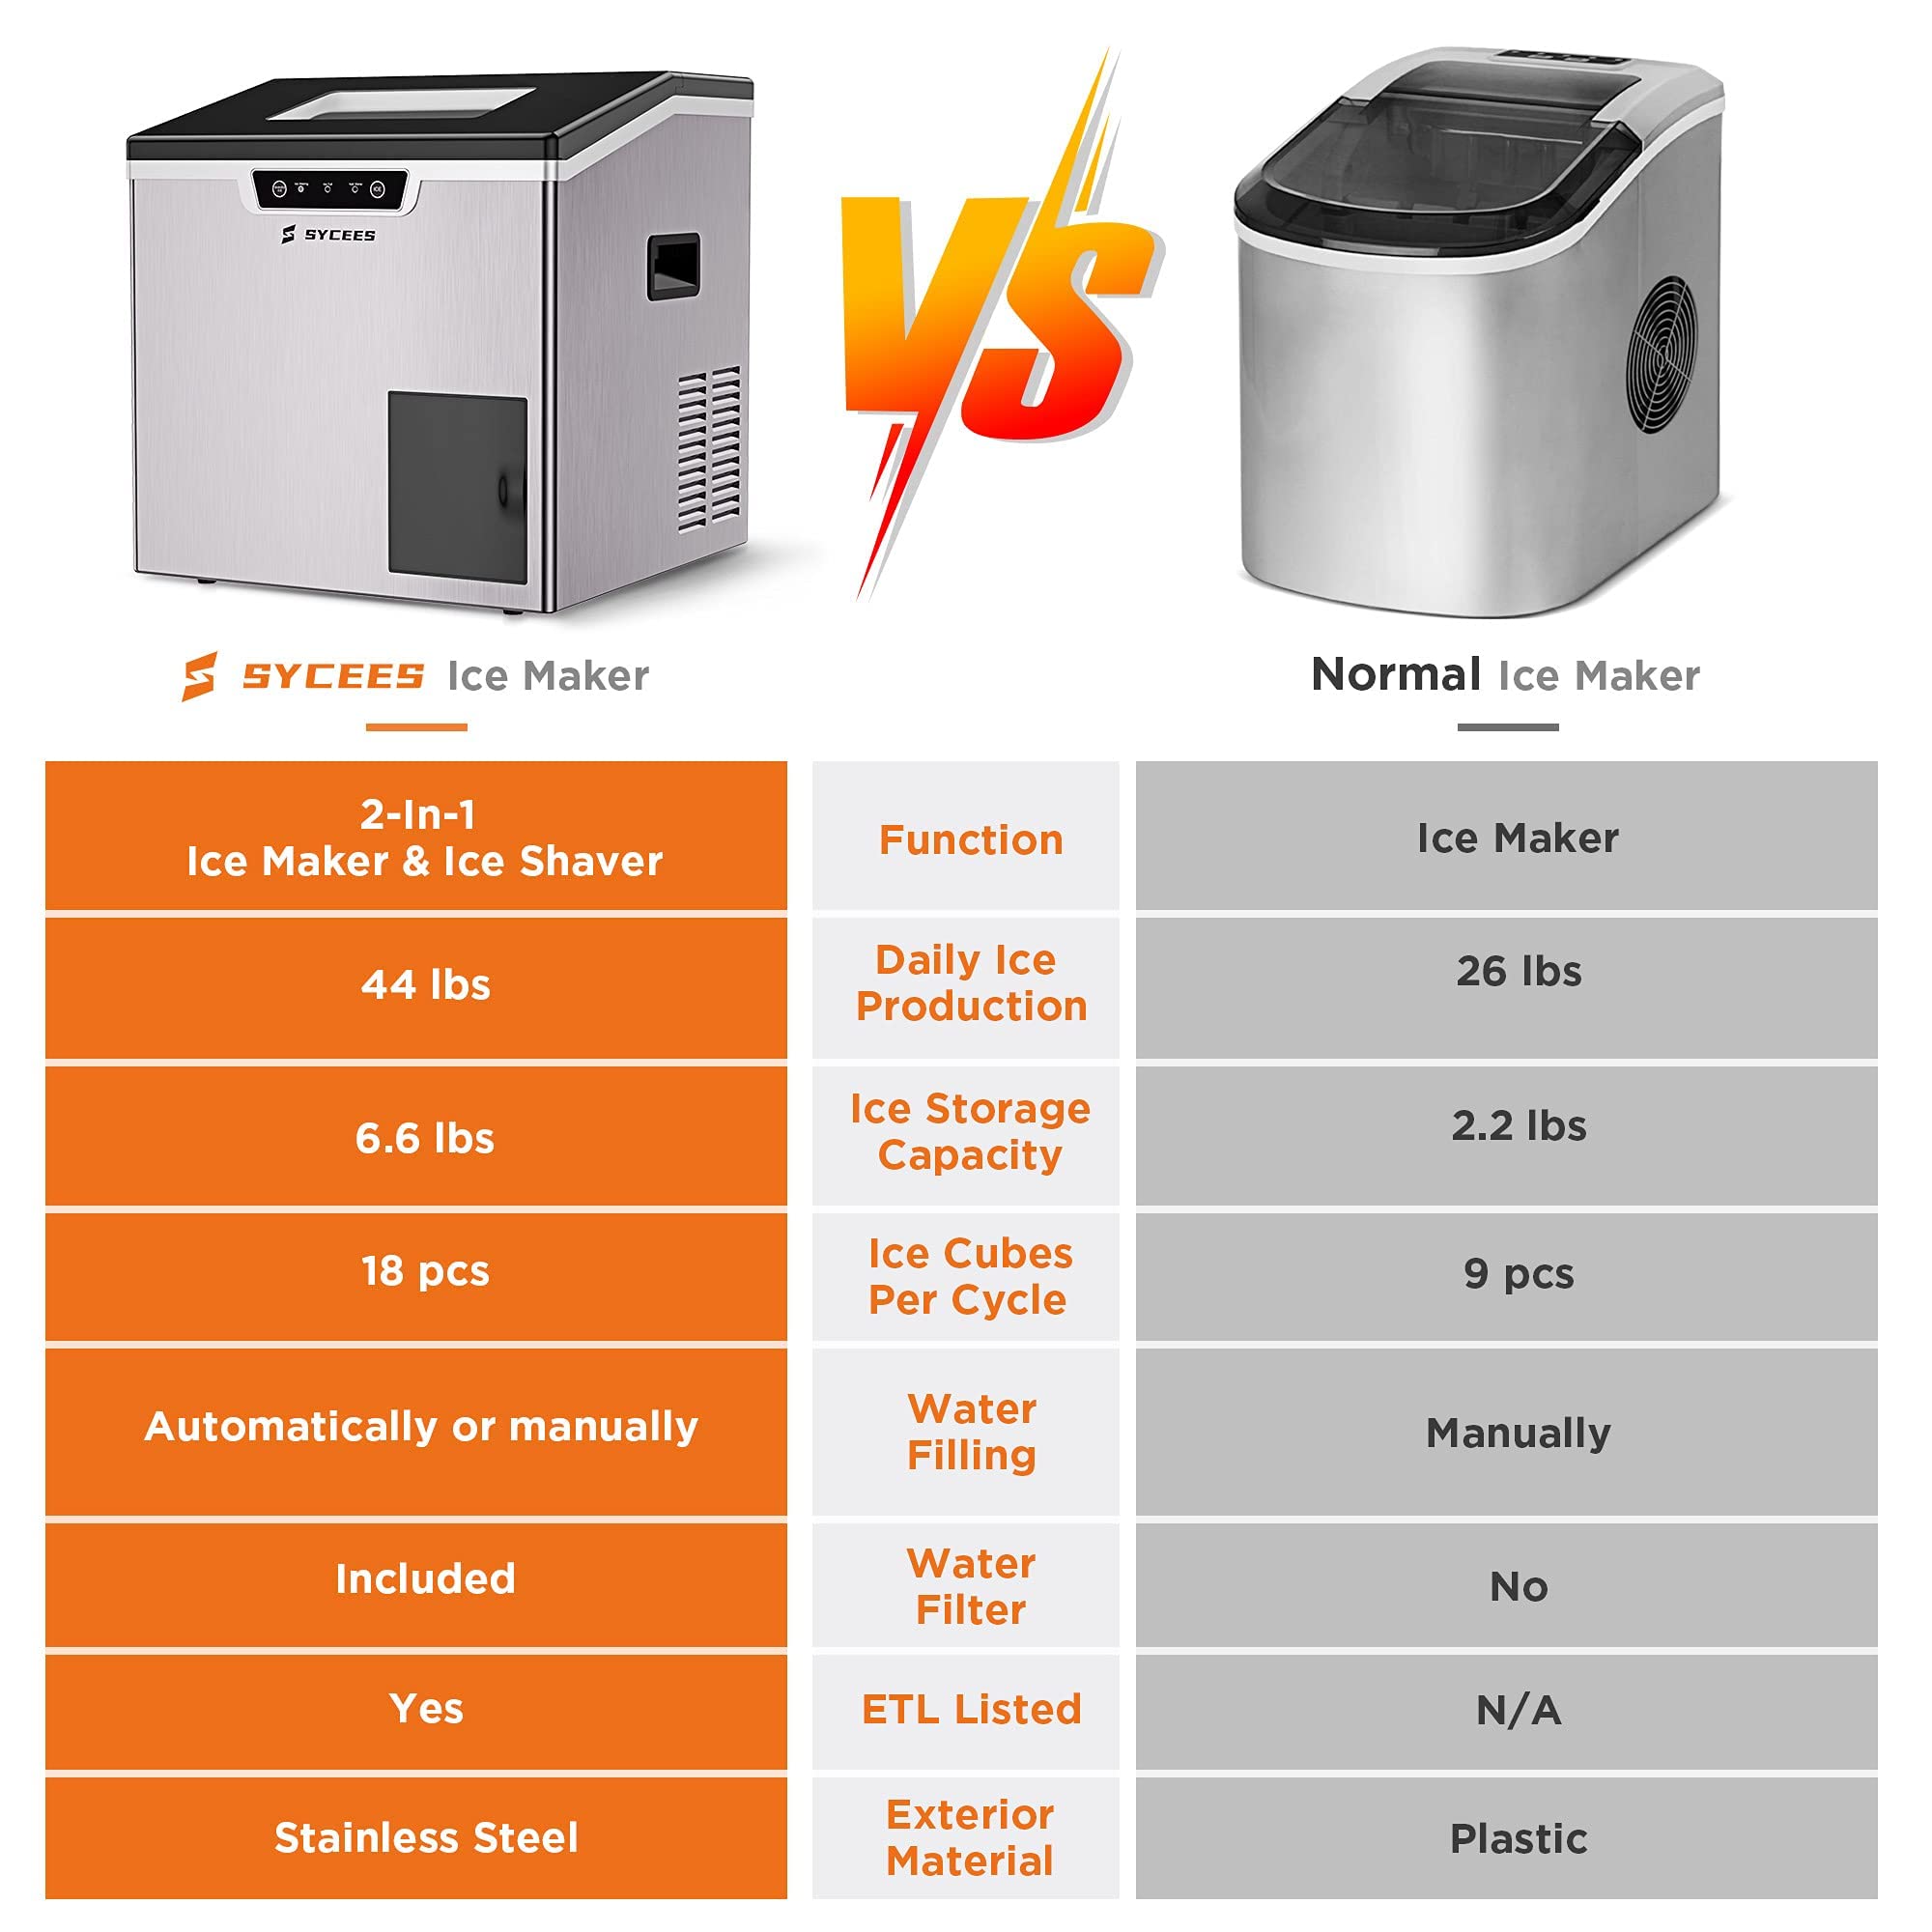 SYCEES
ICE
VS
SYCEES Ice Maker
Normal Ice Maker
2-In-1
Ice Maker & Ice Shaver
Function
Ice Maker
44 lbs
Daily Ice
Production
26 lbs
6.6 lbs
Ice Storage
Capacity
2.2 lbs
18 pcs
Ice Cubes
Per Cycle
9 pcs
Automatically or manually
Water
Filling
Manually
Included
Water
Filter
No
Yes
ETL Listed
N/A
Stainless Steel
Exterior
Material
Plastic